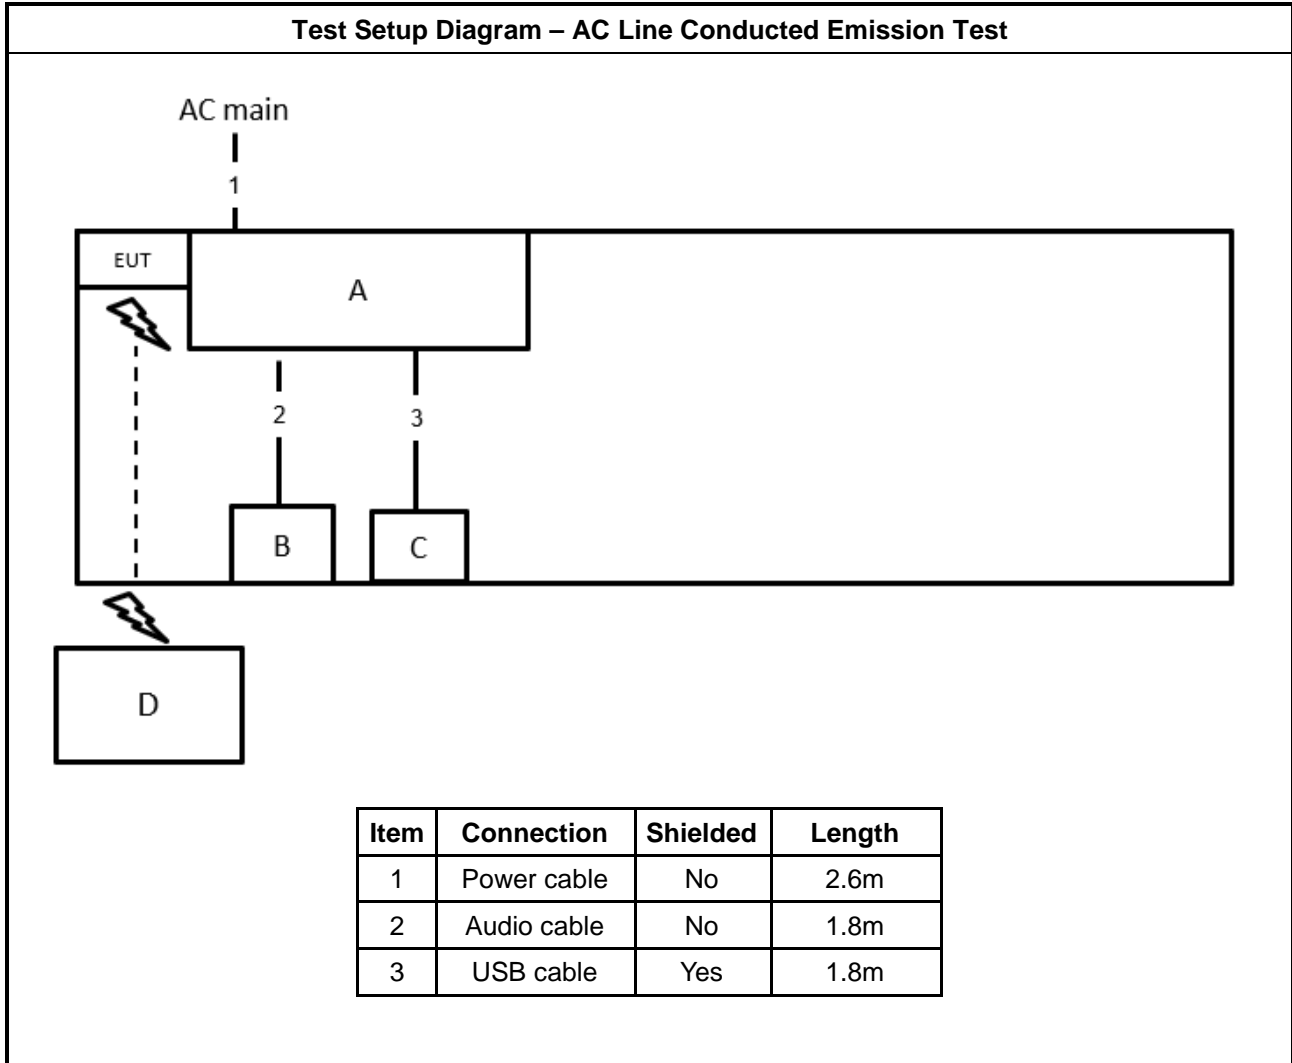 Test Setup Diagram – AC Line Conducted Emission Test
AC main
1
EUT
A
2
3
B
C
D
Item Connection Shielded Length
1 Power cable No 2.6m
2 Audio cable No 1.8m
3 USB cable Yes 1.8m